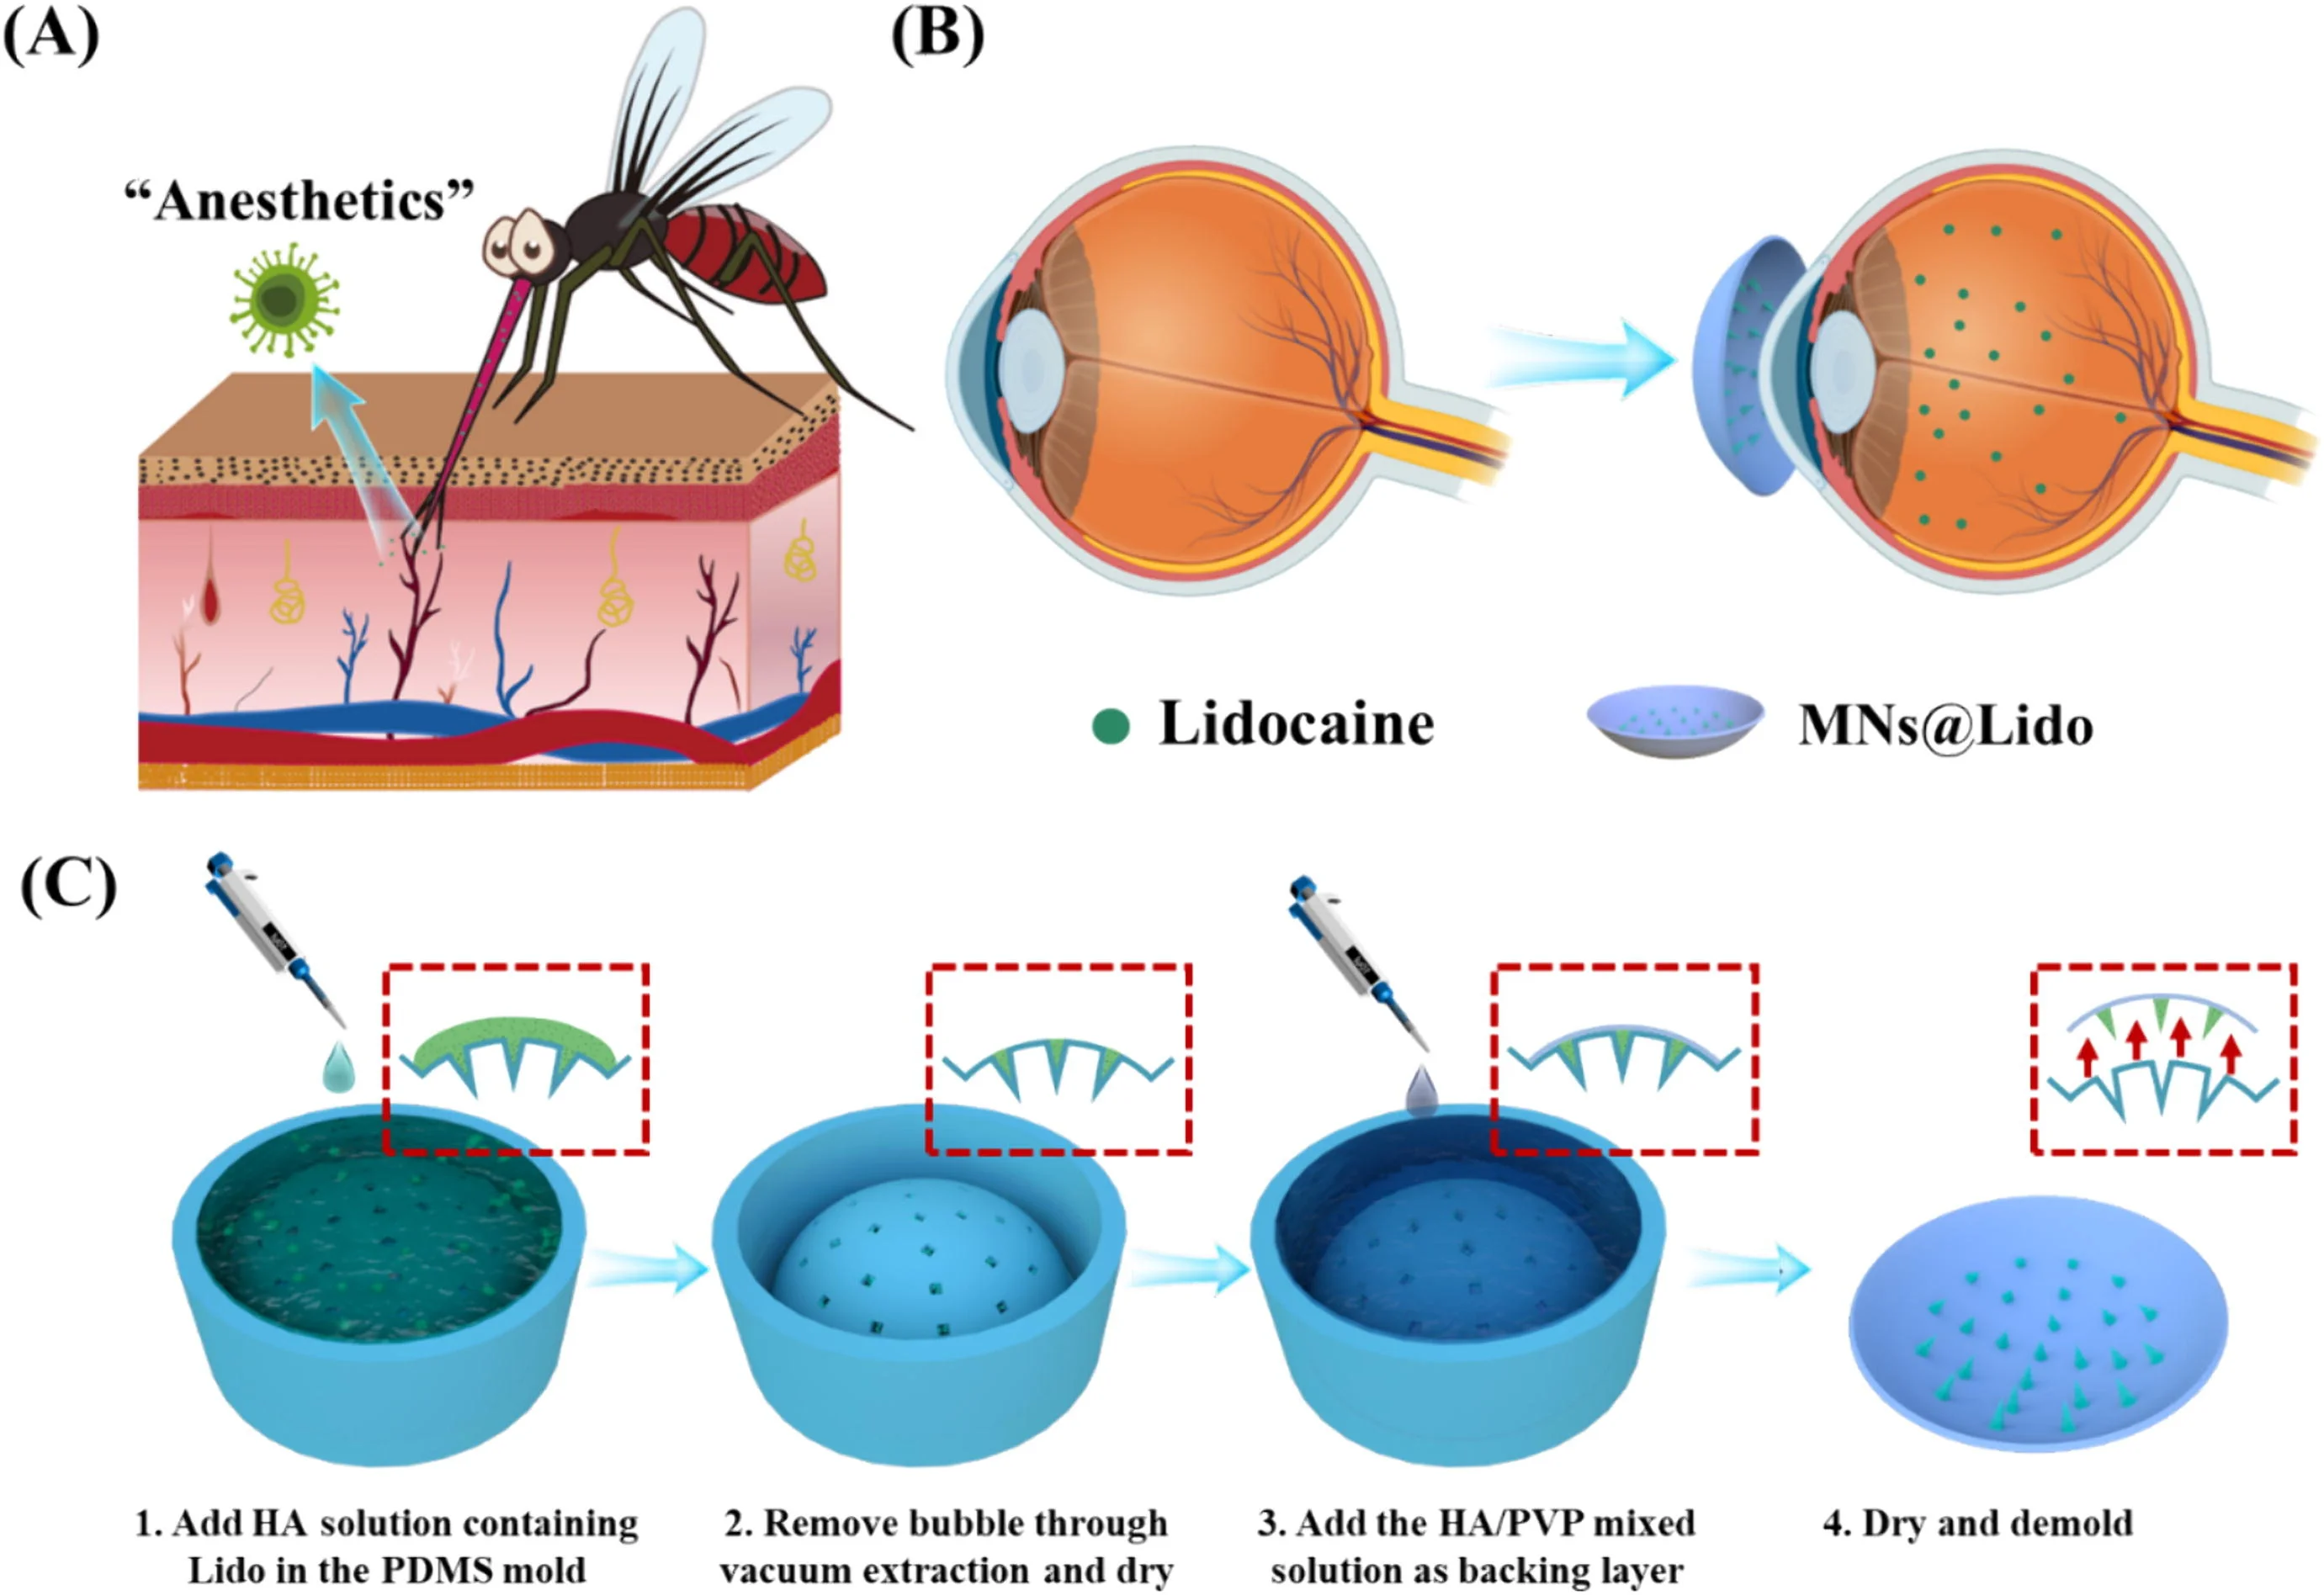 (A)
“Anesthetics”
(B)
Lidocaine
MNs@Lido
(C)
1. Add HA solution containing
Lido in the PDMS mold
2. Remove bubble through
vacuum extraction and dry
3. Add the HA/PVP mixed
solution as backing layer
4. Dry and demold